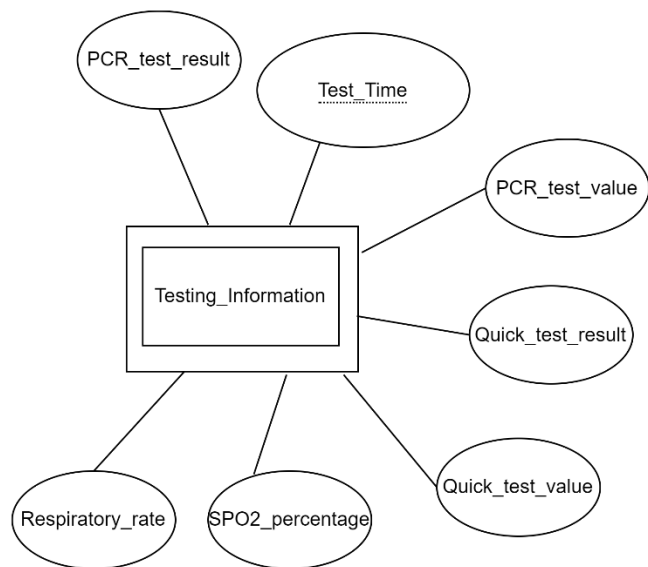 PCR_test_result
Test_Time
PCR_test_value
Testing_Information
Quick_test_result
Quick_test_value
Respiratory_rate
SPO2_percentage